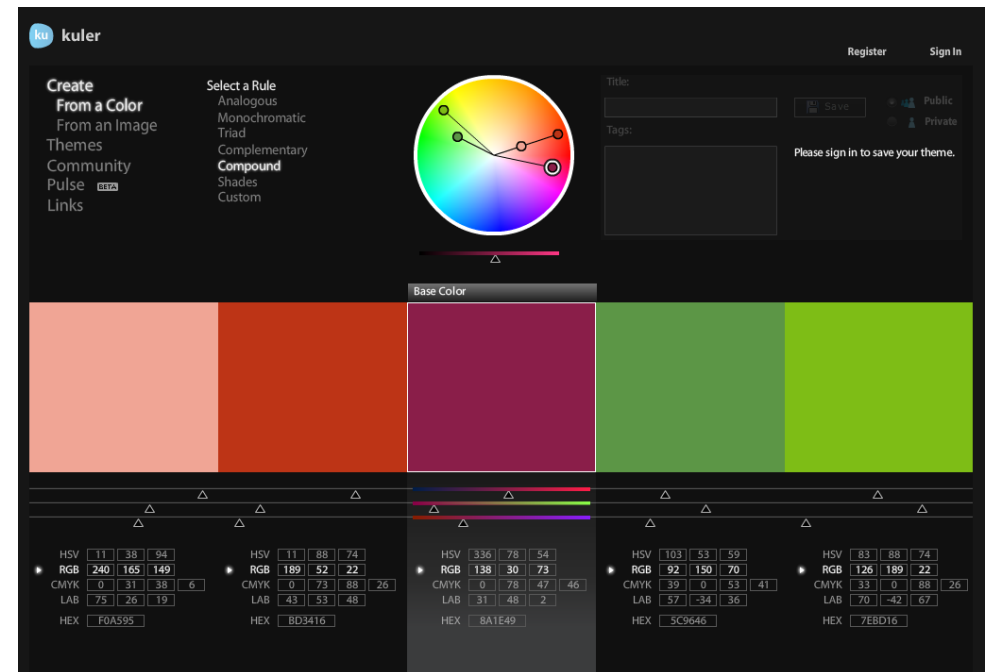 ku kuler
Register Sign In
Create
From a Color
From an Image
Themes
Community
Pulse BETA
Links
Select a Rule
Analogous
Monochromatic
Triad
Complementary
Compound
Shades
Custom
Title:
Tags:
Save
Public
Private
Please sign in to save your theme.
Base Color
HSV 11 38 94
RGB 240 165 149
CMYK 0 31 38 6
LAB 75 26 19
HEX F0A595
HSV 11 88 74
RGB 189 52 22
CMYK 0 73 88 26
LAB 43 53 48
HEX BD3416
HSV 336 78 54
RGB 138 30 73
CMYK 0 78 47 46
LAB 31 48 2
HEX 8A1E49
HSV 103 53 59
RGB 92 150 70
CMYK 39 0 53 41
LAB 57 -34 36
HEX 5C9646
HSV 83 88 74
RGB 126 189 22
CMYK 33 0 88 26
LAB 70 -42 67
HEX 7EBD16